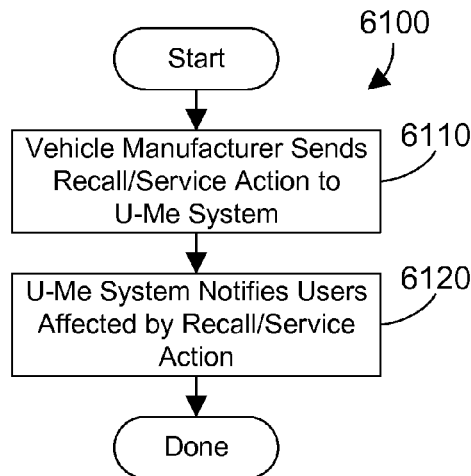 6100
Start
Vehicle Manufacturer Sends
Recall/Service Action to
U-Me System
6110
U-Me System Notifies Users
Affected by Recall/Service
Action
6120
Done